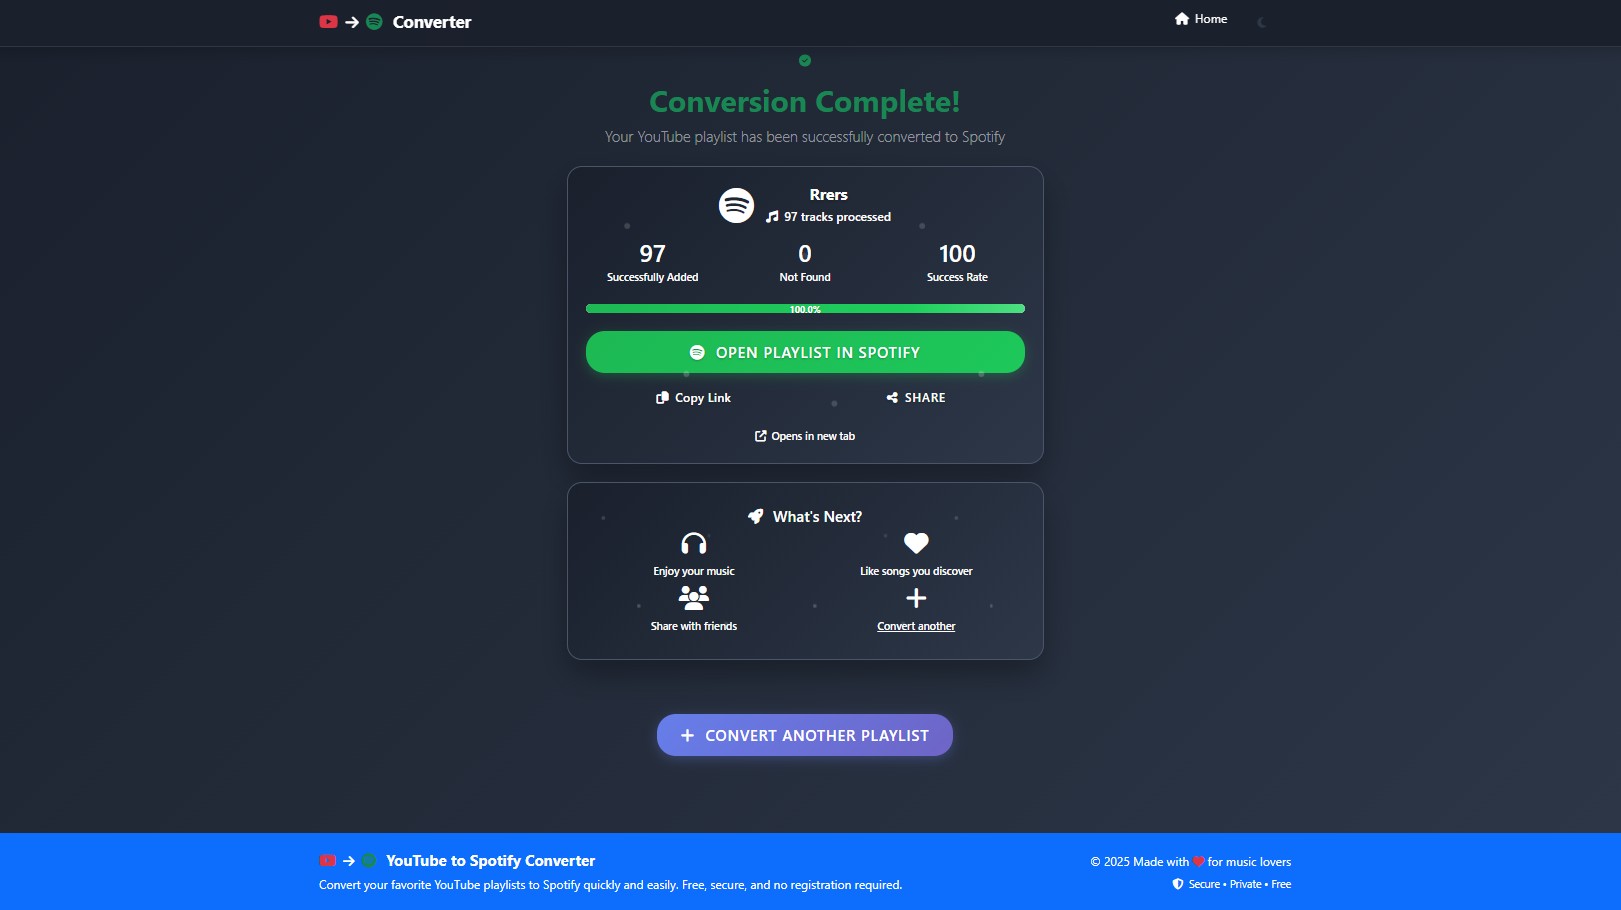 Converter
Home
Conversion Complete!
Your YouTube playlist has been successfully converted to Spotify
Rrers
97 tracks processed
97
Successfully Added
0
Not Found
100
Success Rate
100.0%
OPEN PLAYLIST IN SPOTIFY
Copy Link
SHARE
Opens in new tab
What's Next?
Enjoy your music
Like songs you discover
Share with friends
Convert another
CONVERT ANOTHER PLAYLIST
YouTube to Spotify Converter
Convert your favorite YouTube playlists to Spotify quickly and easily. Free, secure, and no registration required.
© 2025 Made with ❤ for music lovers
Secure • Private • Free